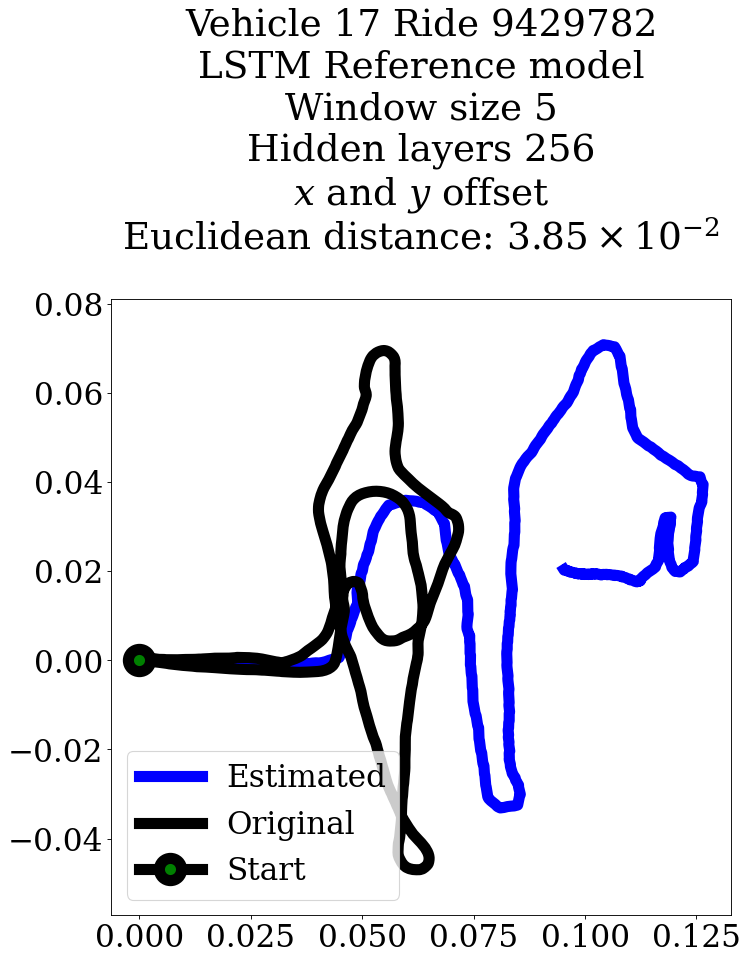 Vehicle 17 Ride 9429782
LSTM Reference model
Window size 5
Hidden layers 256
x and y offset
Euclidean distance: 3.85 × 10⁻²
0.08
0.06
0.04
0.02
0.00
−0.02
−0.04
Estimated
Original
Start
0.000 0.025 0.050 0.075 0.100 0.125